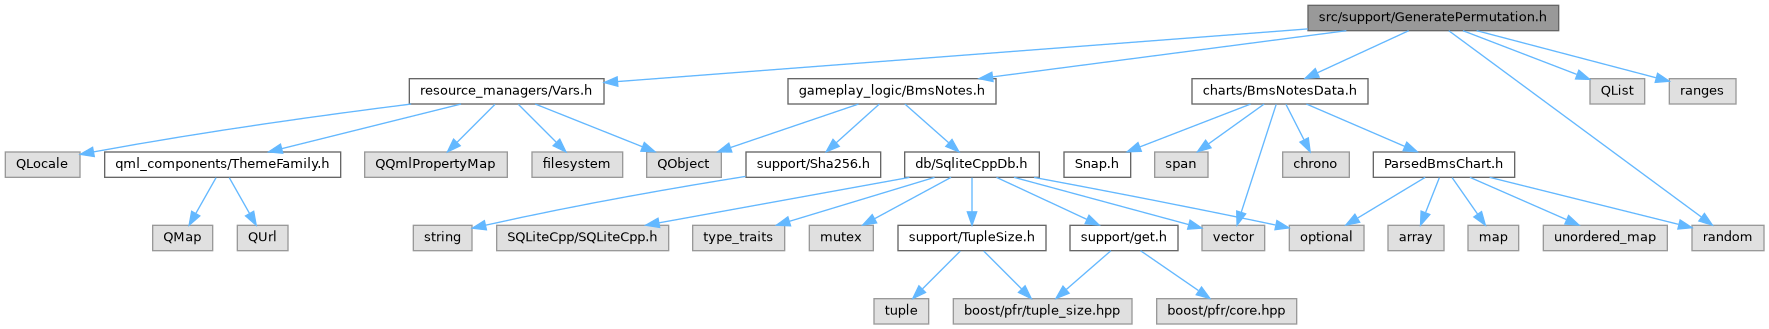 src/support/GeneratePermutation.h
resource_managers/Vars.h
gameplay_logic/BmsNotes.h
charts/BmsNotesData.h
QList
ranges
QLocale
qml_components/ThemeFamily.h
QQmlPropertyMap
filesystem
QObject
support/Sha256.h
db/SqliteCppDb.h
Snap.h
span
chrono
ParsedBmsChart.h
QMap
QUrl
string
SQLiteCpp/SQLiteCpp.h
type_traits
mutex
support/TupleSize.h
support/get.h
vector
optional
array
map
unordered_map
random
tuple
boost/pfr/tuple_size.hpp
boost/pfr/core.hpp